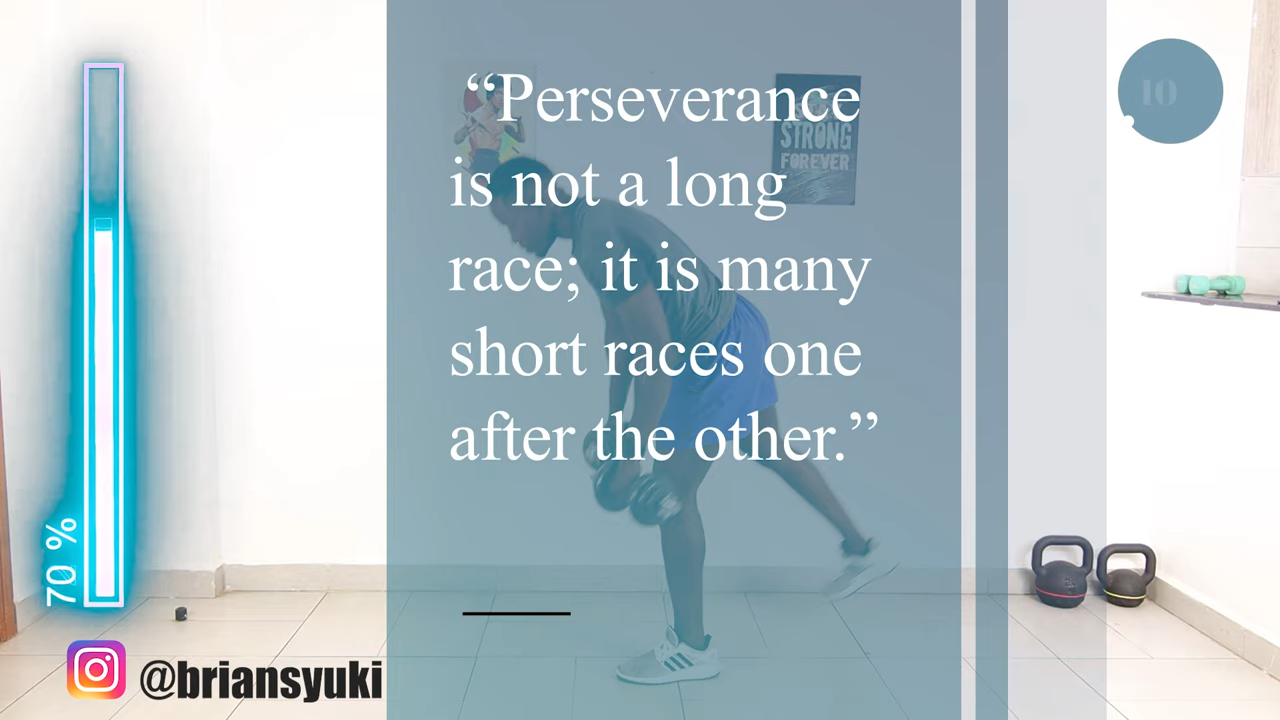 “Perseverance
is not a long
race; it is many
short races one
after the other.”
STRONG
FOREVER
10
70 %
@briansyuki